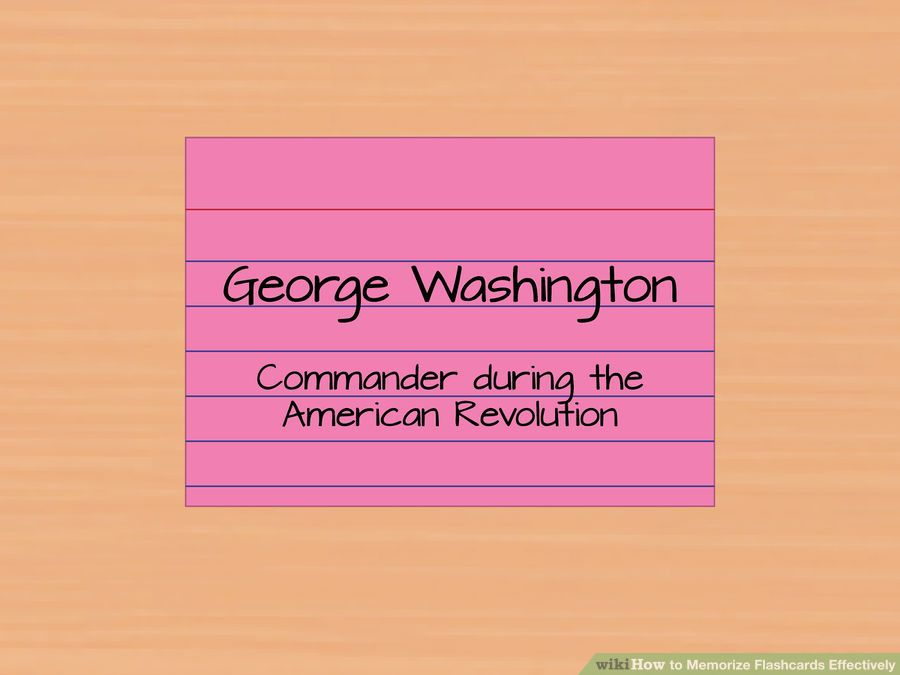 George Washington
Commander during the
American Revolution
wikiHow to Memorize Flashcards Effectively